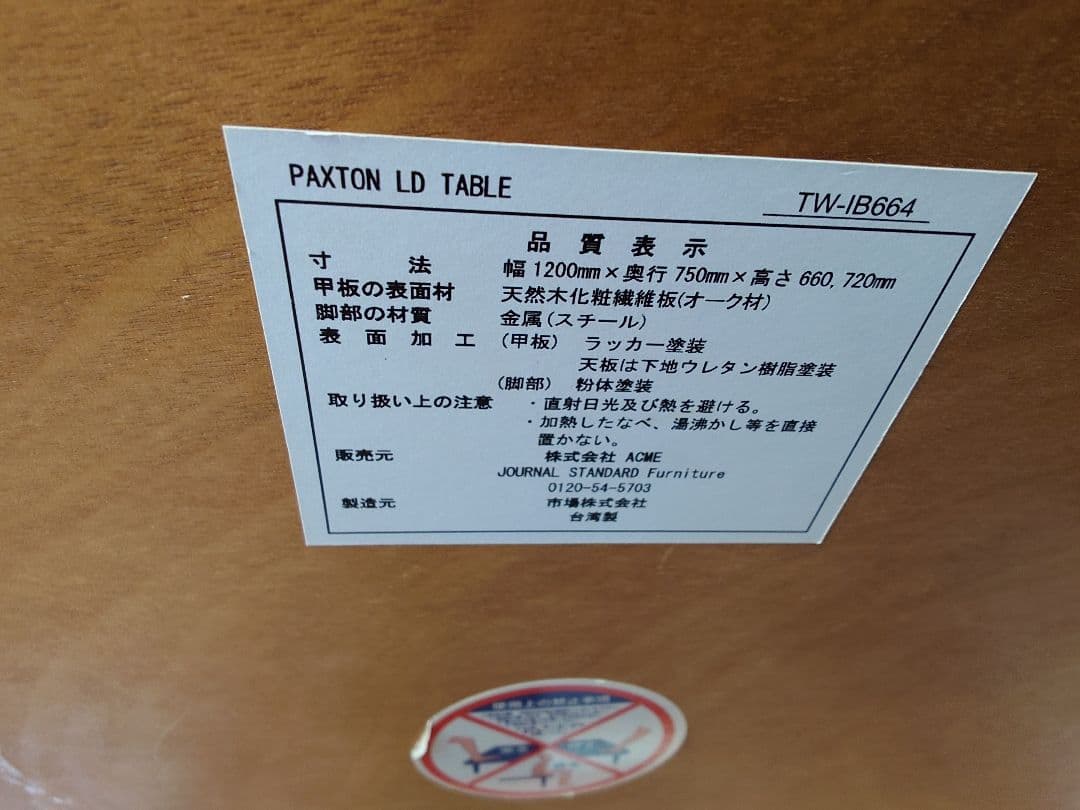 PAXTON LD TABLE
TW-IB664
品質表示
寸法 幅1200mm×奥行750mm×高さ660,720mm
甲板の表面材 天然木化粧繊維板(オーク材)
脚部の材質 金属(スチール)
表面加工 (甲板) ラッカー塗装
天板は下地ウレタン樹脂塗装
(脚部) 粉体塗装
取り扱い上の注意 ・直射日光及び熱を避ける。
・加熱したなべ、湯沸かし等を直接
置かない。
販売元 株式会社 ACME
JOURNAL STANDARD Furniture
0120-54-5703
製造元 市場株式会社
台湾製